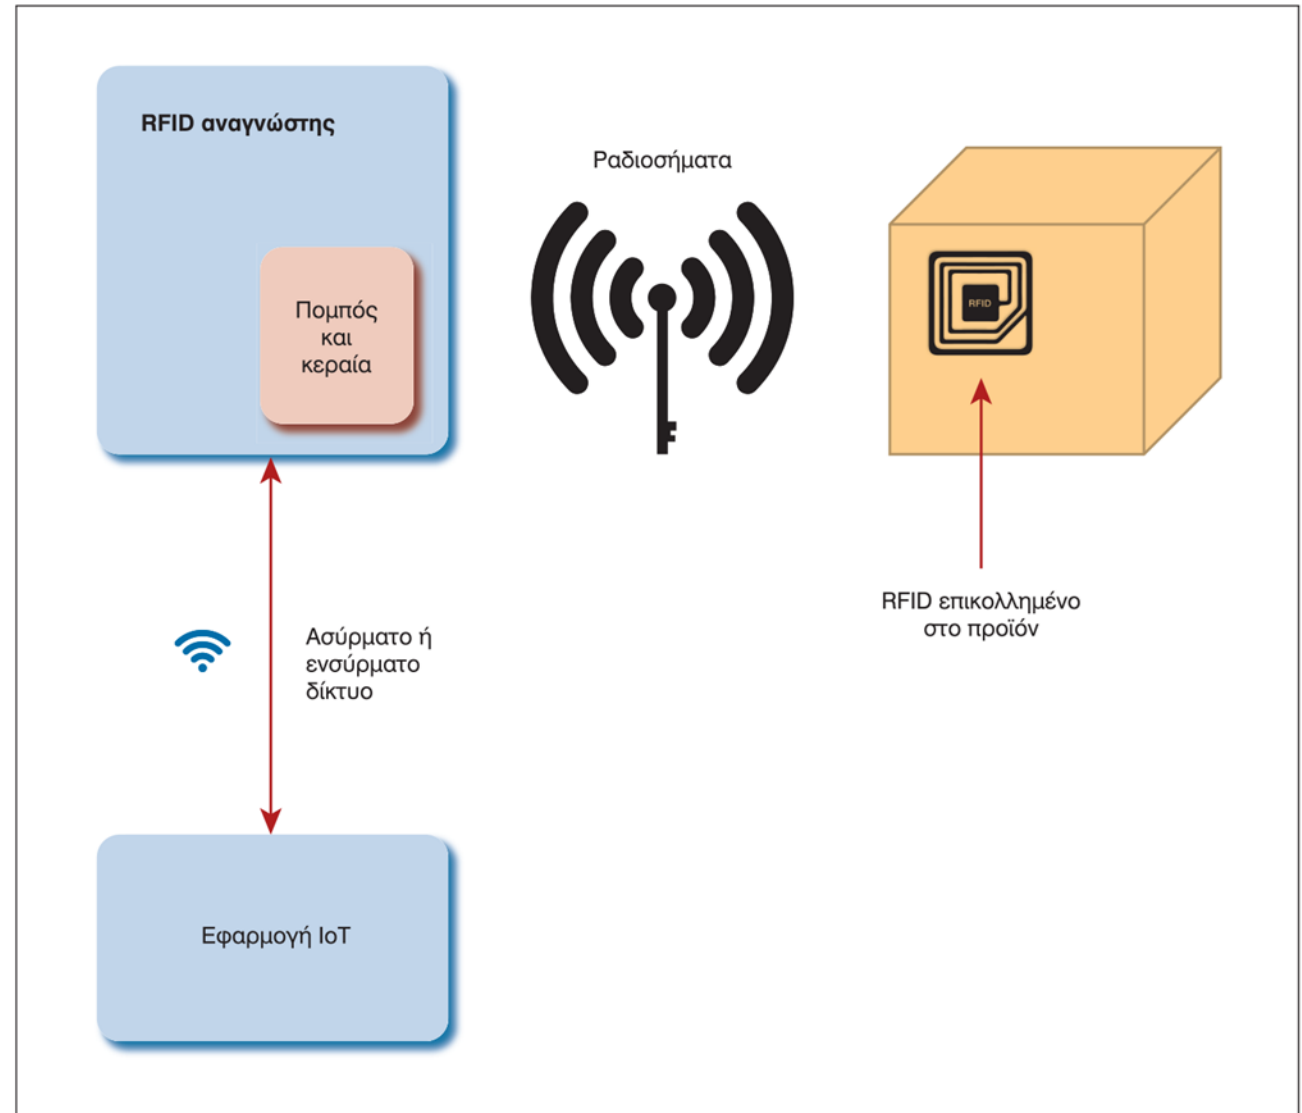 RFID αναγνώστης
Πομπός
και
κεραία
Ραδιοσήματα
RFID
RFID επικολλημένο
στο προϊόν
Ασύρματο ή
ενσύρματο
δίκτυο
Εφαρμογή IoT